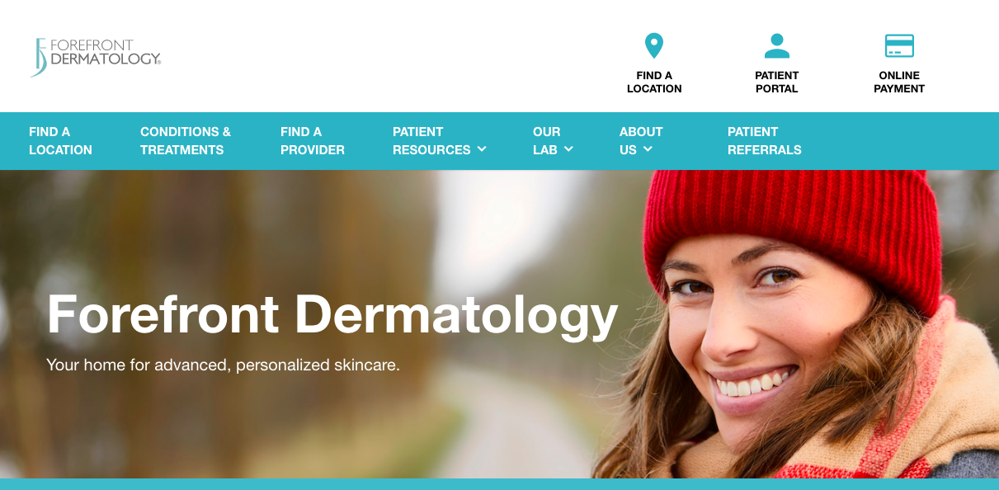 FOREFRONT
DERMATOLOGY®
FIND A
LOCATION
PATIENT
PORTAL
ONLINE
PAYMENT
FIND A
LOCATION
CONDITIONS &
TREATMENTS
FIND A
PROVIDER
PATIENT
RESOURCES
OUR
LAB
ABOUT
US
PATIENT
REFERRALS
Forefront Dermatology
Your home for advanced, personalized skincare.